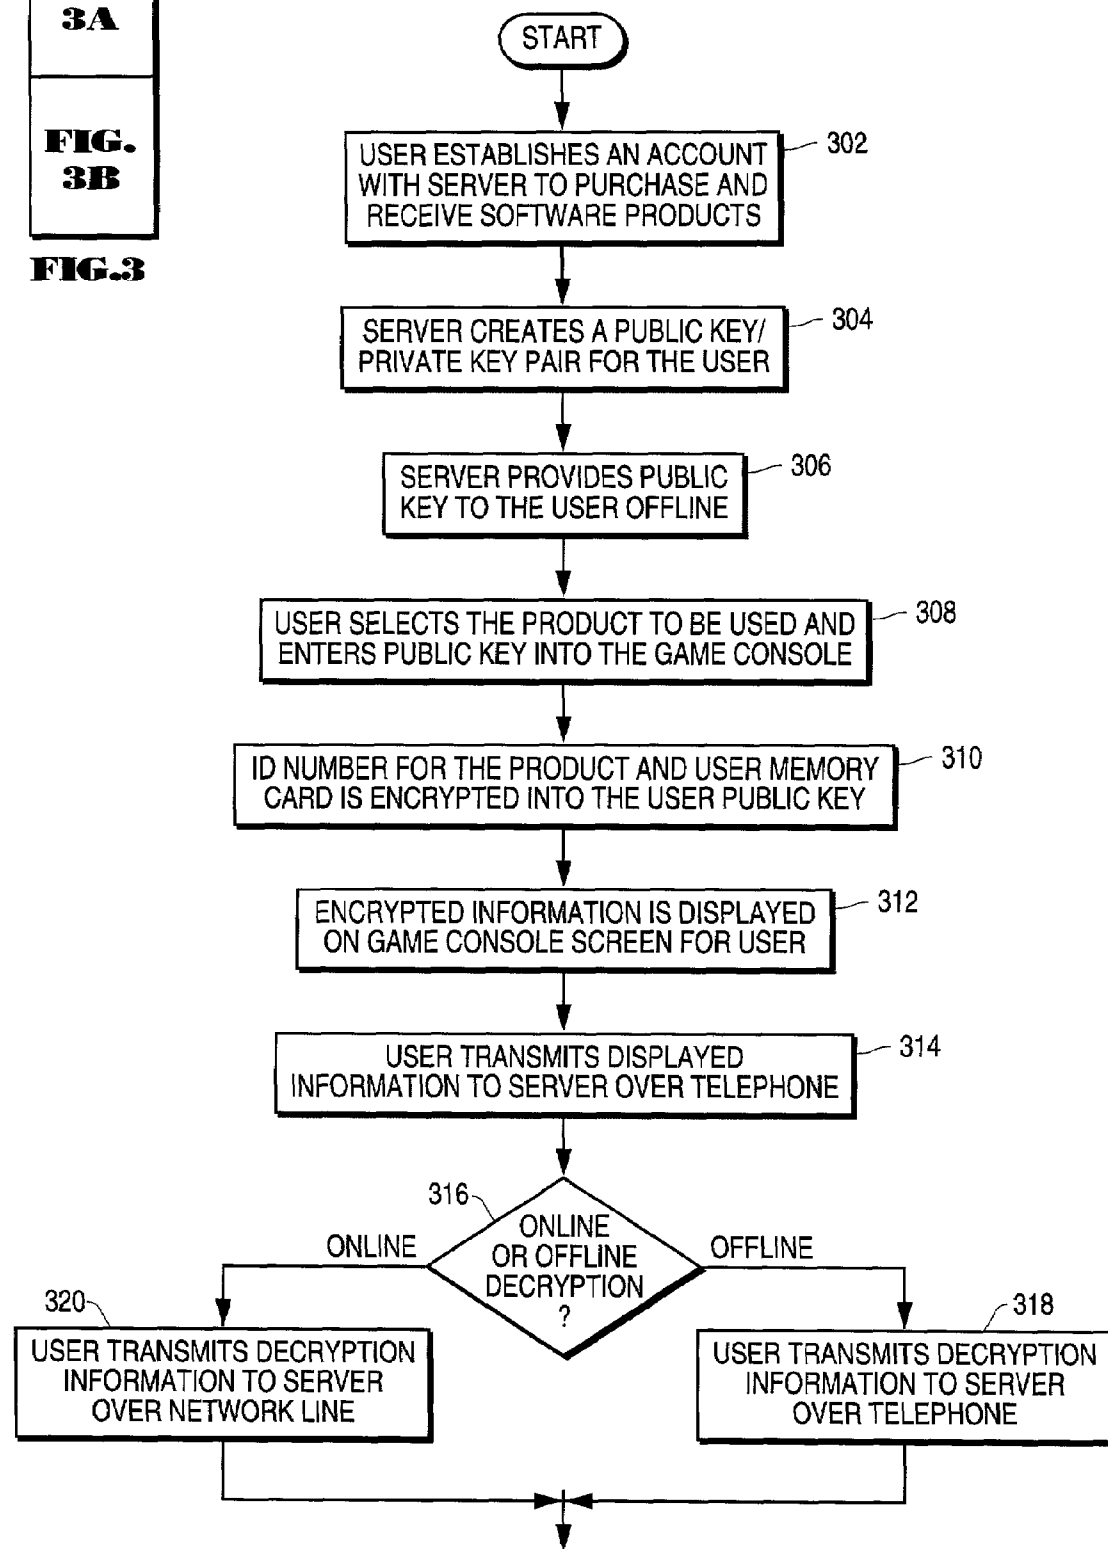 3A
FIG.
3B
FIG.3
START
USER ESTABLISHES AN ACCOUNT
WITH SERVER TO PURCHASE AND
RECEIVE SOFTWARE PRODUCTS
302
SERVER CREATES A PUBLIC KEY/
PRIVATE KEY PAIR FOR THE USER
304
SERVER PROVIDES PUBLIC
KEY TO THE USER OFFLINE
306
USER SELECTS THE PRODUCT TO BE USED AND
ENTERS PUBLIC KEY INTO THE GAME CONSOLE
308
ID NUMBER FOR THE PRODUCT AND USER MEMORY
CARD IS ENCRYPTED INTO THE USER PUBLIC KEY
310
ENCRYPTED INFORMATION IS DISPLAYED
ON GAME CONSOLE SCREEN FOR USER
312
USER TRANSMITS DISPLAYED
INFORMATION TO SERVER OVER TELEPHONE
314
316
ONLINE
OR OFFLINE
DECRYPTION
?
ONLINE
OFFLINE
320
USER TRANSMITS DECRYPTION
INFORMATION TO SERVER
OVER NETWORK LINE
318
USER TRANSMITS DECRYPTION
INFORMATION TO SERVER
OVER TELEPHONE